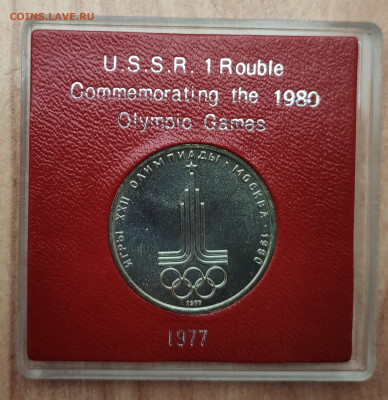 COINS.LAVE.RU
U.S.S.R. 1 Rouble
Commemorating the 1980
Olympic Games
ИГРЫ XXII ОЛИМПИАДЫ · МОСКВА · 1980
1977
1977